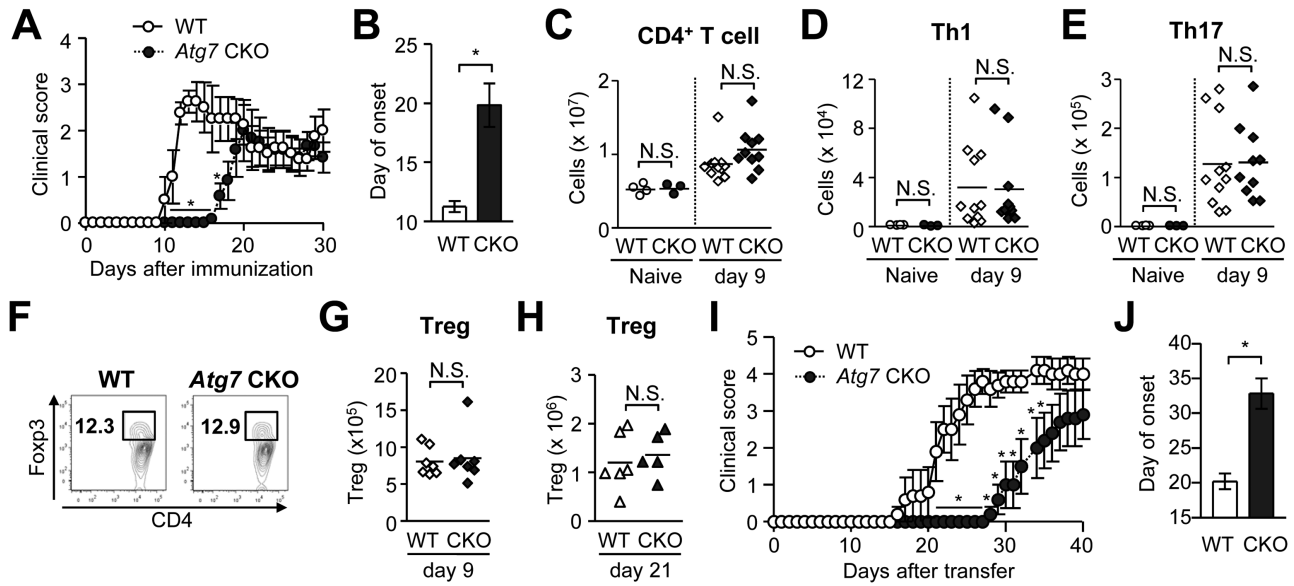 A
WT
Atg7 CKO
Clinical score
4
3
2
1
0
*
*
0 10 20 30
Days after immunization
B
Day of onset
25
20
15
10
*
WT CKO
C
CD4⁺ T cell
Cells (x 10⁷)
2
1
0
N.S.
N.S.
WT CKO WT CKO
Naive day 9
D
Th1
Cells (x 10⁴)
12
8
4
0
N.S.
N.S.
WT CKO WT CKO
Naive day 9
E
Th17
Cells (x 10⁵)
3
2
1
0
N.S.
N.S.
WT CKO WT CKO
Naive day 9
F
WT Atg7 CKO
Foxp3
12.3
12.9
CD4
G
Treg
Treg (x10⁵)
20
15
10
5
0
N.S.
WT CKO
day 9
H
Treg
Treg (x 10⁶)
3
2
1
0
N.S.
WT CKO
day 21
I
WT
Atg7 CKO
Clinical score
5
4
3
2
1
0
*
*
*
*
*
*
*
*
0 10 20 30 40
Days after transfer
J
Day of onset
40
35
30
25
20
15
*
WT CKO